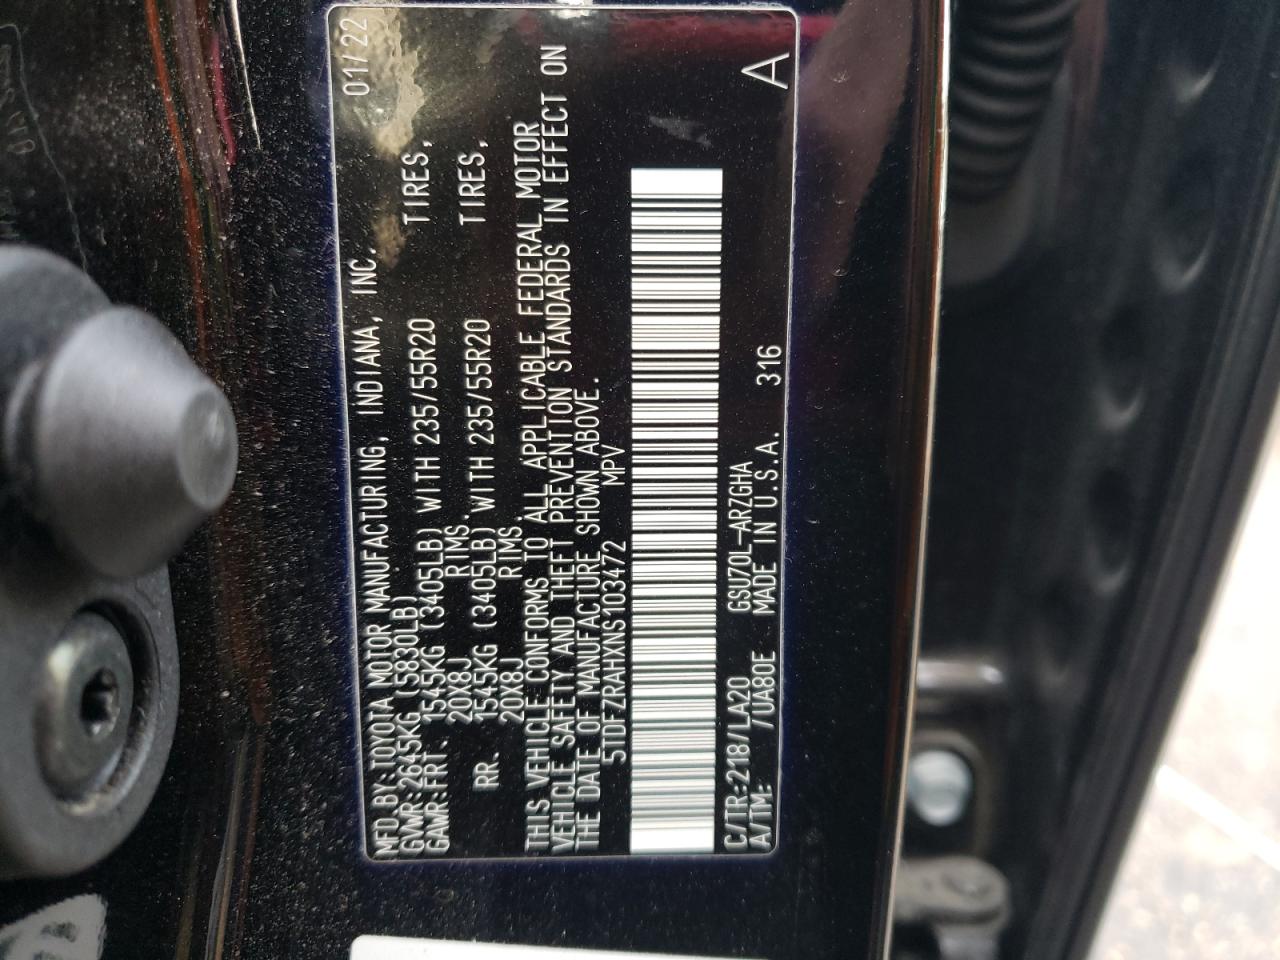 MFD.BY:TOYOTA MOTOR MANUFACTURING, INDIANA, INC. 01/22
GVWR:2645KG (5830LB)
GAWR:FRT. 1545KG (3405LB) WITH 235/55R20 TIRES,
20X8J RIMS
RR. 1545KG (3405LB) WITH 235/55R20 TIRES,
20X8J RIMS
THIS VEHICLE CONFORMS TO ALL APPLICABLE FEDERAL MOTOR
VEHICLE SAFETY AND THEFT PREVENTION STANDARDS IN EFFECT ON
THE DATE OF MANUFACTURE SHOWN ABOVE.
5TDFZRAHXNS103472 MPV
C/TR:218/LA20 GSU70L-ARZGHA
A/TM: /UA80E MADE IN U.S.A. 316 A